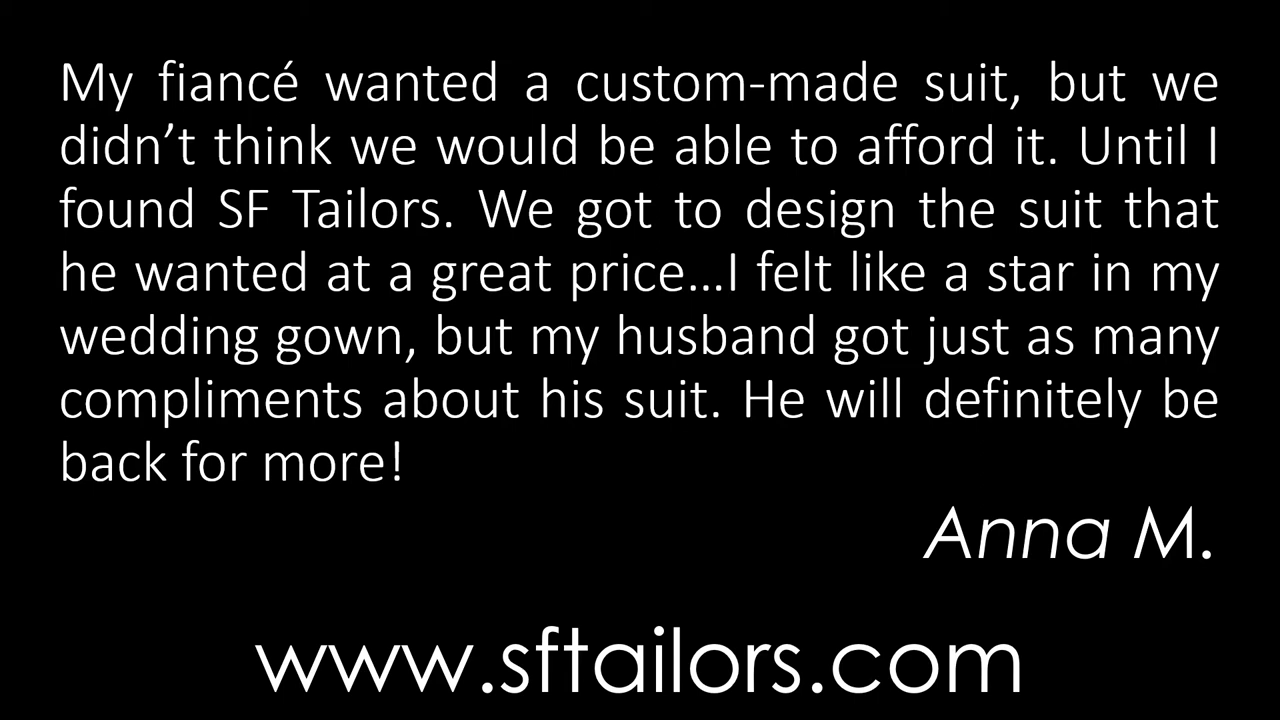 My fiancé wanted a custom-made suit, but we
didn’t think we would be able to afford it. Until I
found SF Tailors. We got to design the suit that
he wanted at a great price…I felt like a star in my
wedding gown, but my husband got just as many
compliments about his suit. He will definitely be
back for more!
Anna M.
www.sftailors.com